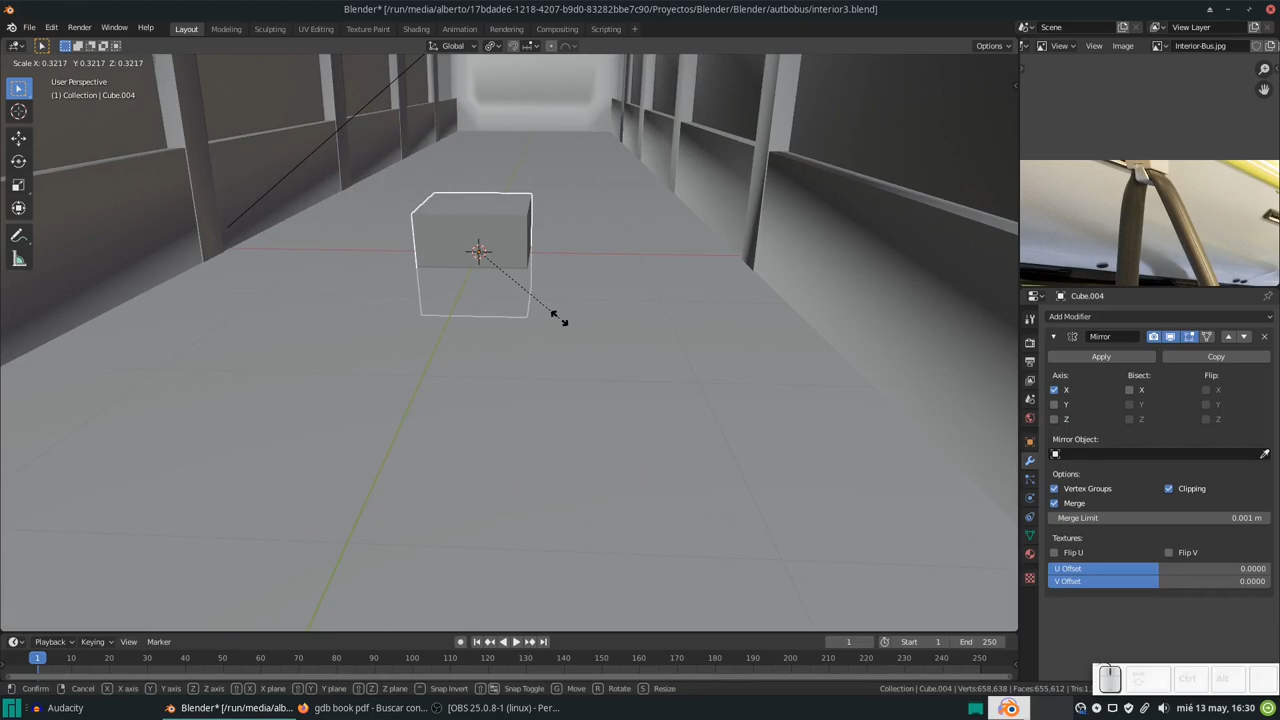 Blender* [/run/media/alberto/17bdade6-1218-4207-b9d0-83282bbe7c90/Proyectos/Blender/Blender/autbobus/interior3.blend]
File Edit Render Window Help
Layout Modeling Sculpting UV Editing Texture Paint Shading Animation Rendering Compositing Scripting
Scene View Layer
Global Options
View View Image Interior-Bus.jpg
Scale X: 0.3217 Y: 0.3217 Z: 0.3217
User Perspective
(1) Collection | Cube.004
Cube.004
Add Modifier
Mirror
Apply Copy
Axis: Bisect: Flip:
X X X
Y Y Y
Z Z Z
Mirror Object:
Options:
Vertex Groups Clipping
Merge
Merge Limit 0.001 m
Textures:
Flip U Flip V
U Offset 0.0000
V Offset 0.0000
Playback Keying View Marker 1 Start 1 End 250
1 10 20 30 40 50 60 70 80 90 100 110 120 130 140 150 160 170 180 190 200 210 220 230 240 250
Confirm Cancel X X axis Y Y axis Z Z axis X X plane Y Y plane Z Z plane Snap Invert Snap Toggle G Move R Rotate S Resize Collection | Cube.004 | Verts:658,638 | Faces:655,612 | Tris:1,
Ctrl Alt
Audacity Blender* [/run/media/alb... gdb book pdf - Buscar con... [OBS 25.0.8-1 (linux) - Per... mié 13 may, 16:30